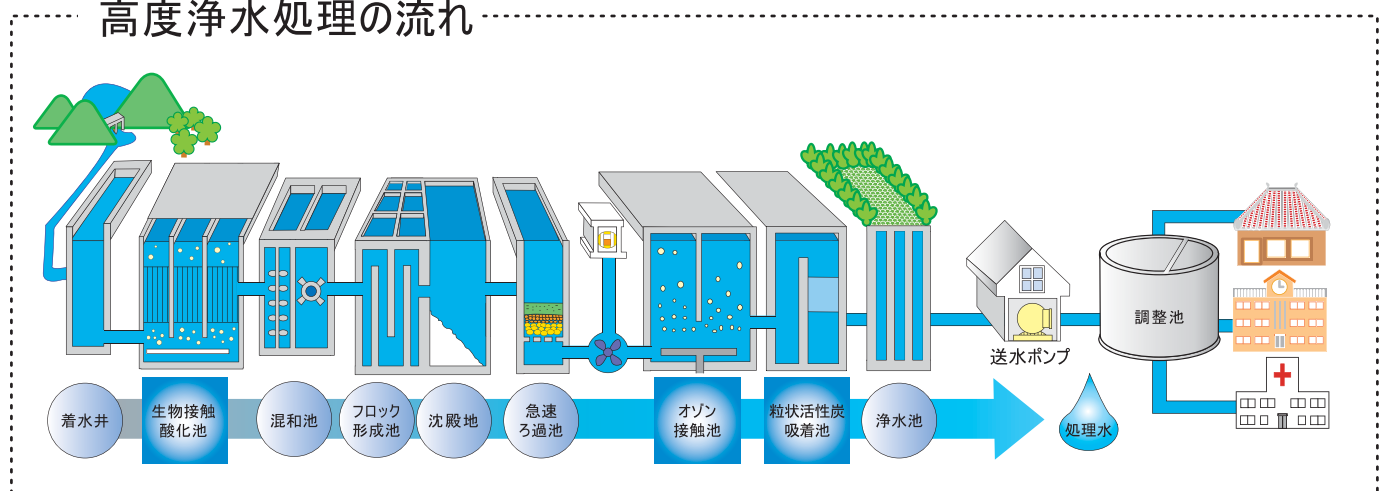 高度浄水処理の流れ
送水ポンプ
調整池
着水井
生物接触
酸化池
混和池
フロック
形成池
沈殿地
急速
ろ過池
オゾン
接触池
粒状活性炭
吸着池
浄水池
処理水